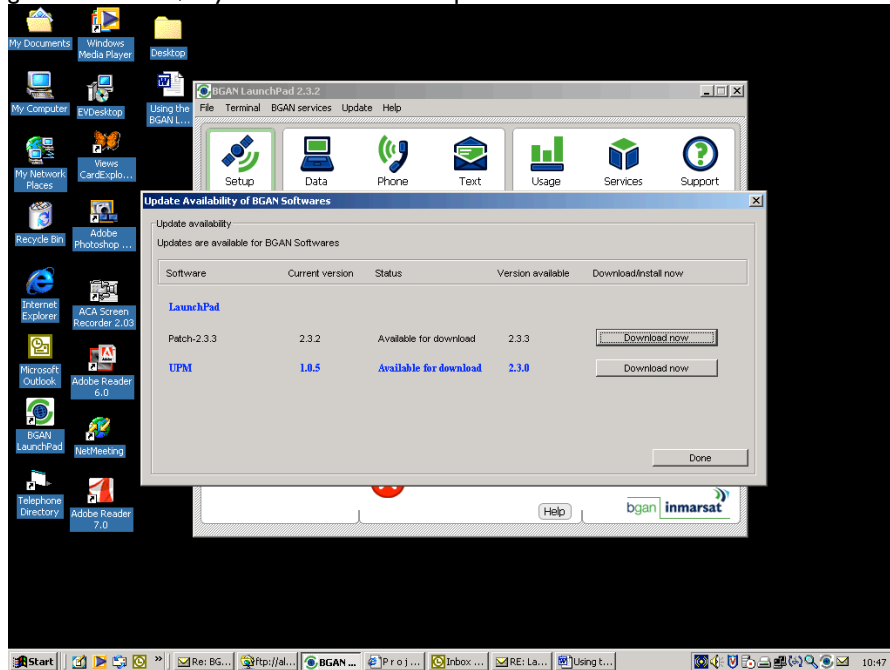 My Documents
Windows
Media Player
Desktop
My Computer
EVDesktop
Using the
BGAN L...
My Network
Places
Views
CardExplo...
Recycle Bin
Adobe
Photoshop ...
Internet
Explorer
ACA Screen
Recorder 2.03
Microsoft
Outlook
Adobe Reader
6.0
BGAN
LaunchPad
NetMeeting
Telephone
Directory
Adobe Reader
7.0
BGAN LaunchPad 2.3.2
File Terminal BGAN services Update Help
Setup Data Phone Text Usage Services Support
Update Availability of BGAN Softwares
Update availability
Updates are available for BGAN Softwares
Software Current version Status Version available Download/install now
LaunchPad
Patch-2.3.3 2.3.2 Available for download 2.3.3 Download now
UPM 1.0.5 Available for download 2.3.0 Download now
Done
Help
bgan inmarsat
Start » Re: BG... ftp://al... BGAN ... P r o j ... Inbox ... RE: La... Using t... 10:47